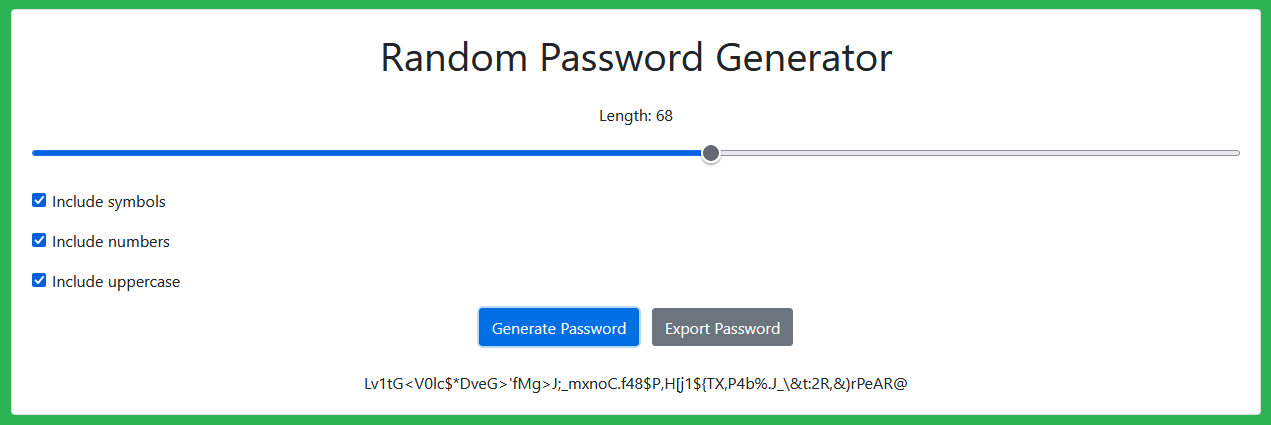 Random Password Generator
Length: 68
Include symbols
Include numbers
Include uppercase
Generate Password Export Password
Lv1tG<V0lc$*DveG>'fMg>J;_mxnoC.f48$P,H[j1${TX,P4b%.J_\&t:2R,&)rPeAR@